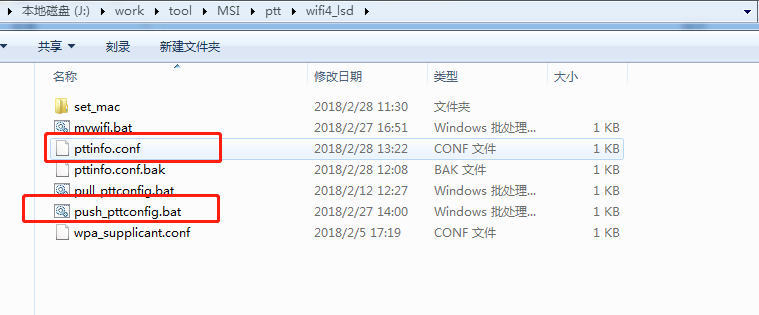 本地磁盘 (J:) ▸ work ▸ tool ▸ MSI ▸ ptt ▸ wifi4_lsd ▸
共享 刻录 新建文件夹
名称 修改日期 类型 大小
set_mac 2018/2/28 11:30 文件夹
mywifi.bat 2018/2/27 16:51 Windows 批处理... 1 KB
pttinfo.conf 2018/2/28 13:22 CONF 文件 1 KB
pttinfo.conf.bak 2018/2/28 12:08 BAK 文件 1 KB
pull_pttconfig.bat 2018/2/12 12:27 Windows 批处理... 1 KB
push_pttconfig.bat 2018/2/27 14:00 Windows 批处理... 1 KB
wpa_supplicant.conf 2018/2/5 17:19 CONF 文件 1 KB